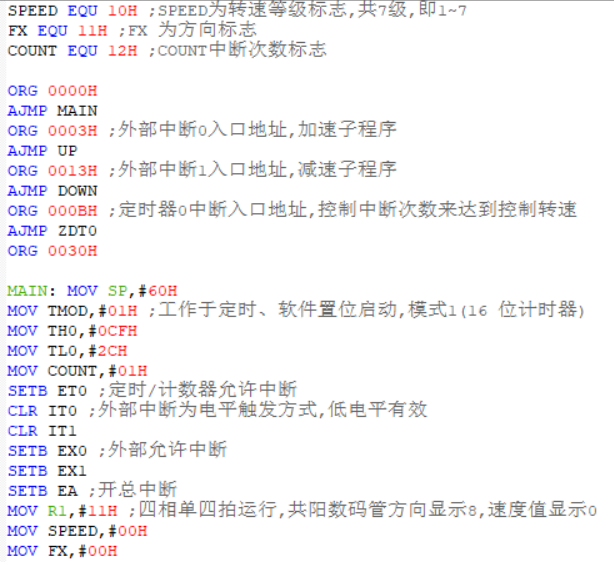 SPEED EQU 10H ;SPEED为转速等级标志,共7级,即1~7
FX EQU 11H ;FX 为方向标志
COUNT EQU 12H ;COUNT中断次数标志
ORG 0000H
AJMP MAIN
ORG 0003H ;外部中断0入口地址,加速子程序
AJMP UP
ORG 0013H ;外部中断1入口地址,减速子程序
AJMP DOWN
ORG 000BH ;定时器0中断入口地址,控制中断次数来达到控制转速
AJMP ZDT0
ORG 0030H
MAIN: MOV SP,#60H
MOV TMOD,#01H ;工作于定时、软件置位启动,模式1(16 位计时器)
MOV TH0,#0CFH
MOV TL0,#2CH
MOV COUNT,#01H
SETB ET0 ;定时/计数器允许中断
CLR IT0 ;外部中断为电平触发方式,低电平有效
CLR IT1
SETB EX0 ;外部允许中断
SETB EX1
SETB EA ;开总中断
MOV R1,#11H ;四相单四拍运行,共阳数码管方向显示8,速度值显示0
MOV SPEED,#00H
MOV FX,#00H